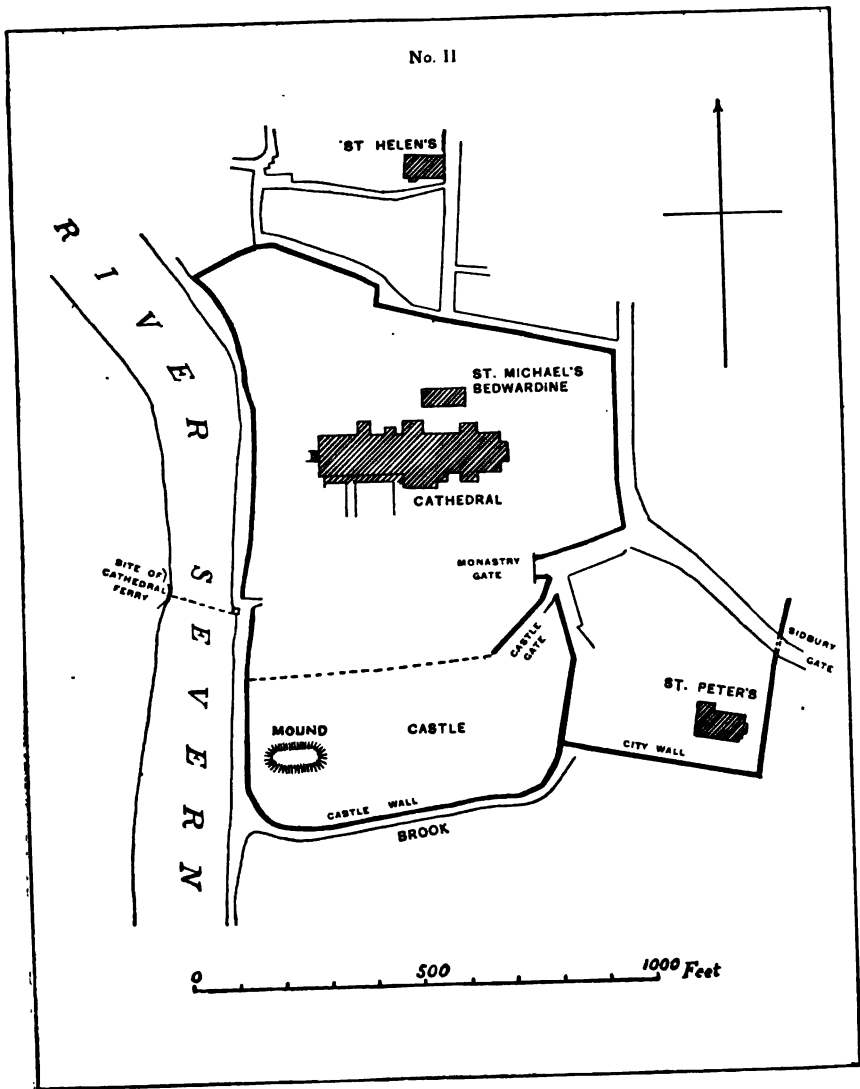 No. II
ST HELEN'S
RIVER SEVERN
ST. MICHAEL'S
BEDWARDINE
CATHEDRAL
MONASTRY
GATE
SITE OF
CATHEDRAL
FERRY
CASTLE
GATE
SIDBURY
GATE
ST. PETER'S
MOUND
CASTLE
CITY WALL
CASTLE WALL
BROOK
0 500 1000 Feet